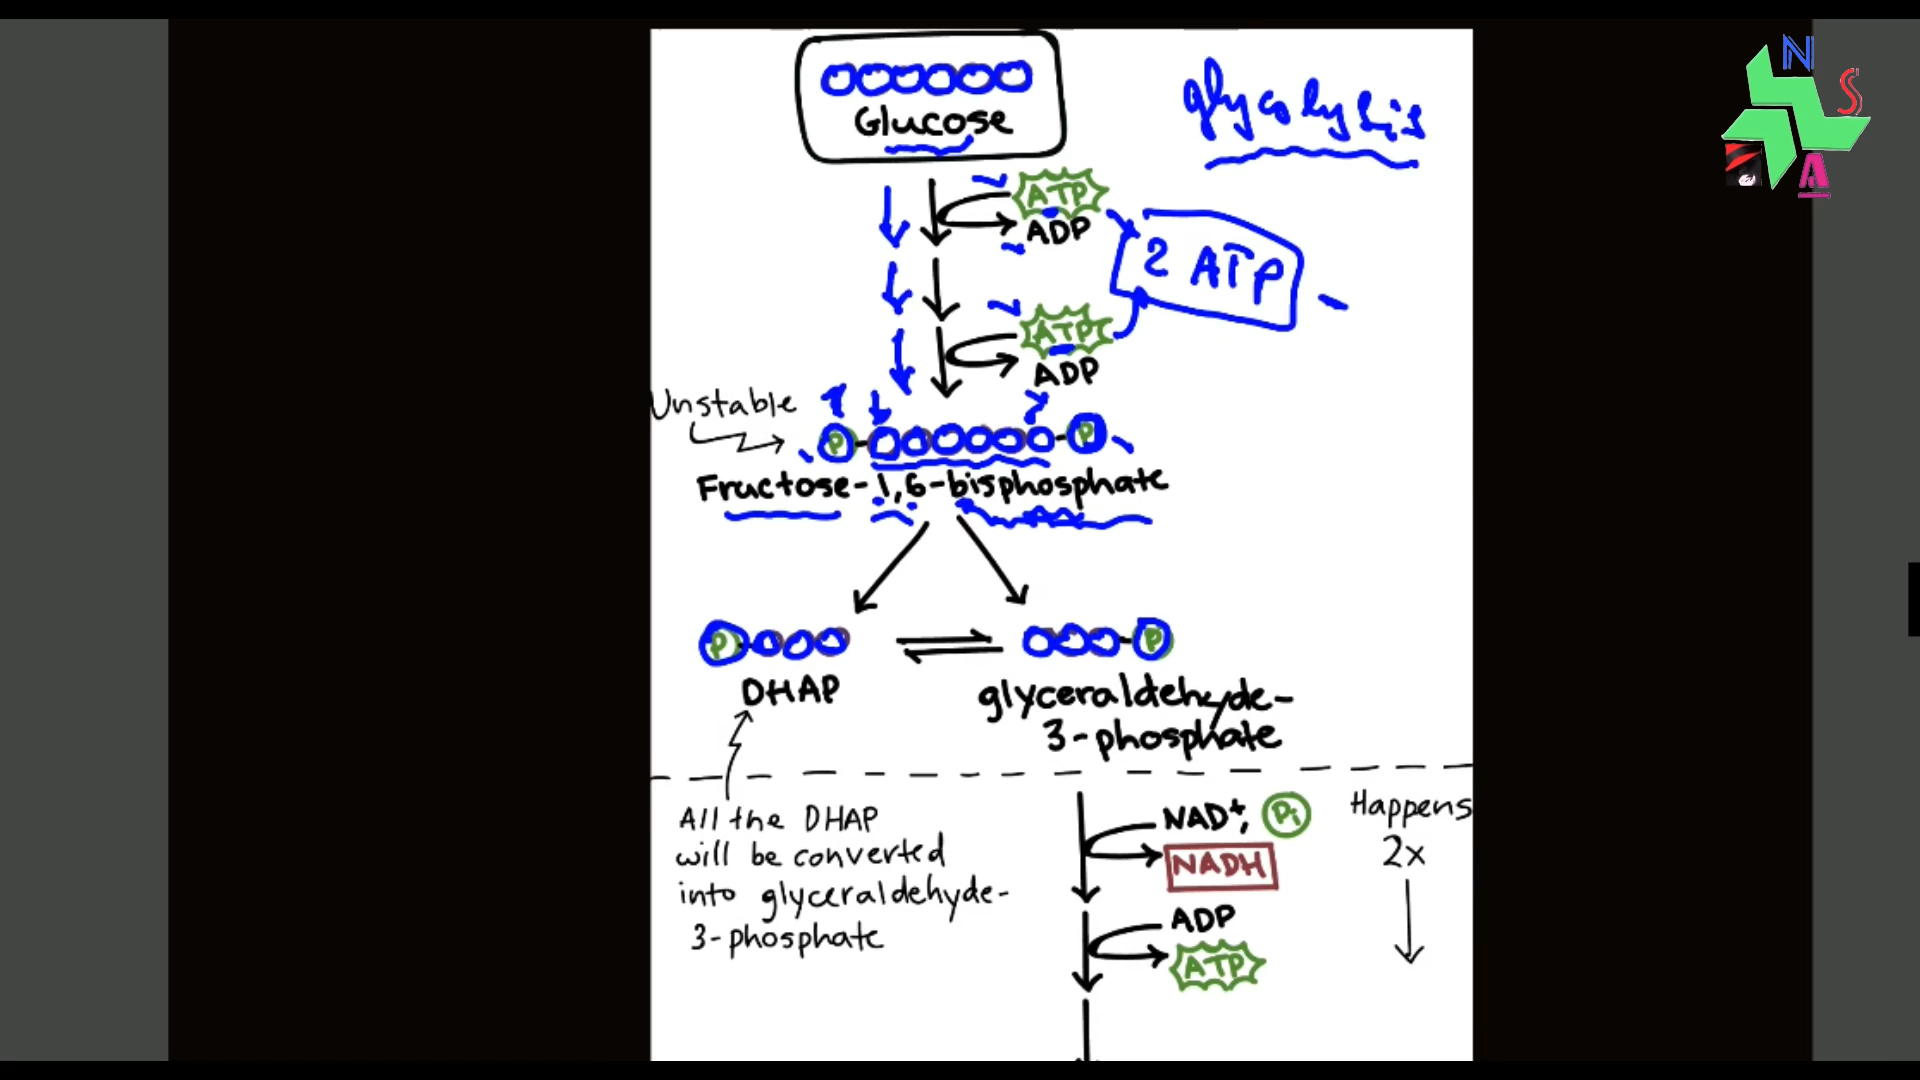 N
S
A
Glucose
glycolysis
ATP
ADP
2 ATP
ATP
ADP
Unstable
P P
Fructose-1,6-bisphosphate
P P
DHAP
glyceraldehyde-
3-phosphate
All the DHAP
will be converted
into glyceraldehyde-
3-phosphate
NAD+, Pi
NADH
Happens
2x
ADP
ATP